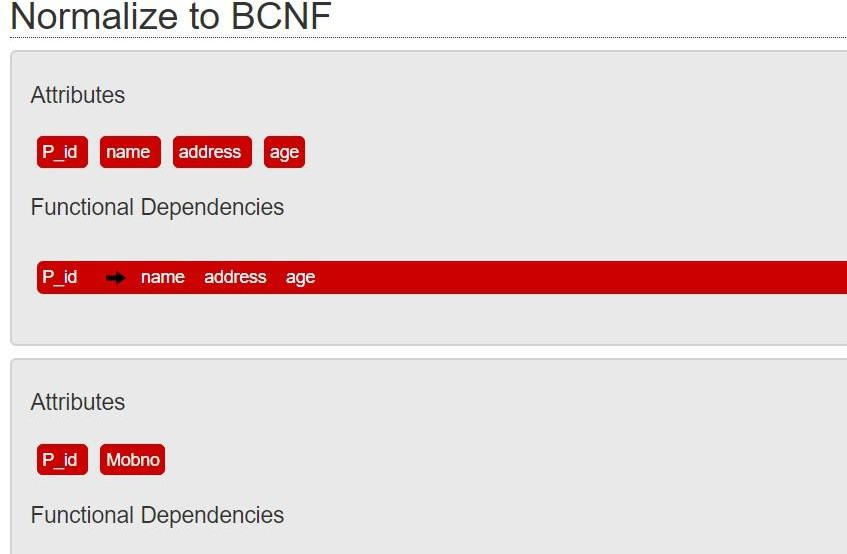 Normalize to BCNF
Attributes
P_id name address age
Functional Dependencies
P_id name address age
Attributes
P_id Mobno
Functional Dependencies